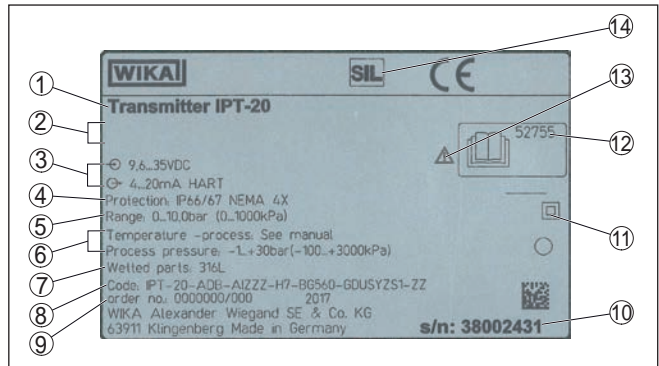 WIKA SIL CE 14
1 Transmitter IPT-20 13
2 52755 12
3 9,6...35VDC
4...20mA HART
4 Protection: IP66/67 NEMA 4X
5 Range: 0...10,0bar (0...1000kPa)
6 Temperature -process: See manual 11
Process pressure: -1...+30bar(-100...+3000kPa)
7 Welted parts: 316L
8 Code: IPT-20-ADB-AIZZZ-H7-BG560-GDUSYZS1-ZZ
9 order no.: 0000000/000 2017
WIKA Alexander Wiegand SE & Co. KG 10
63911 Klingenberg Made in Germany s/n: 38002431